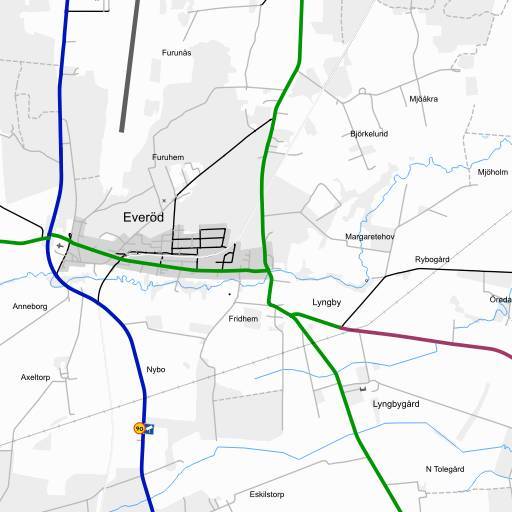 Furunäs
Mjöåkra
Björkelund
Furuhem
Mjöholm
Everöd
Margaretehov
Rybogård
Anneborg
Lyngby
Öreda
Fridhem
Nybo
Axeltorp
Lyngbygård
90
N Tolegård
Eskilstorp